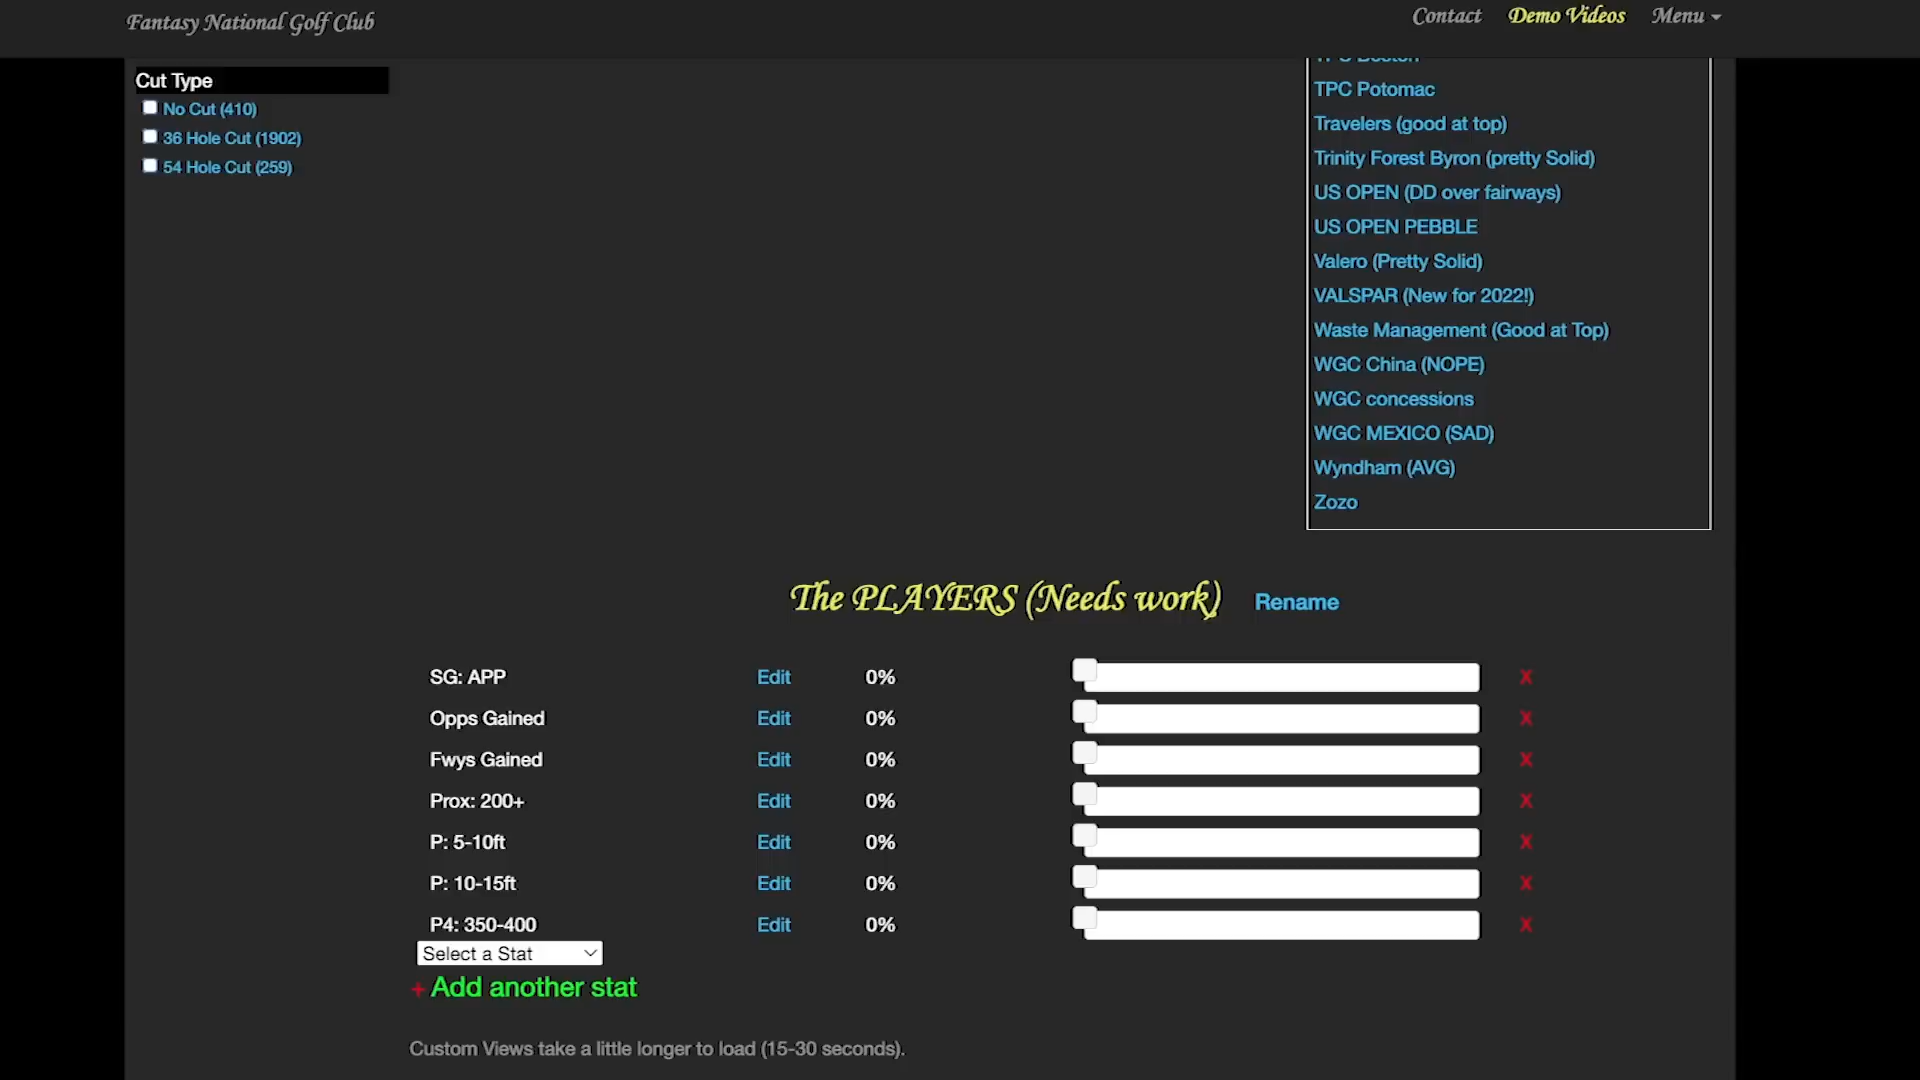 Fantasy National Golf Club
Contact
Demo Videos
Menu
Cut Type
No Cut (410)
36 Hole Cut (1902)
54 Hole Cut (259)
TPC Boston
TPC Potomac
Travelers (good at top)
Trinity Forest Byron (pretty Solid)
US OPEN (DD over fairways)
US OPEN PEBBLE
Valero (Pretty Solid)
VALSPAR (New for 2022!)
Waste Management (Good at Top)
WGC China (NOPE)
WGC concessions
WGC MEXICO (SAD)
Wyndham (AVG)
Zozo
The PLAYERS (Needs work) Rename
SG: APP Edit 0% X
Opps Gained Edit 0% X
Fwys Gained Edit 0% X
Prox: 200+ Edit 0% X
P: 5-10ft Edit 0% X
P: 10-15ft Edit 0% X
P4: 350-400 Edit 0% X
Select a Stat
+ Add another stat
Custom Views take a little longer to load (15-30 seconds).